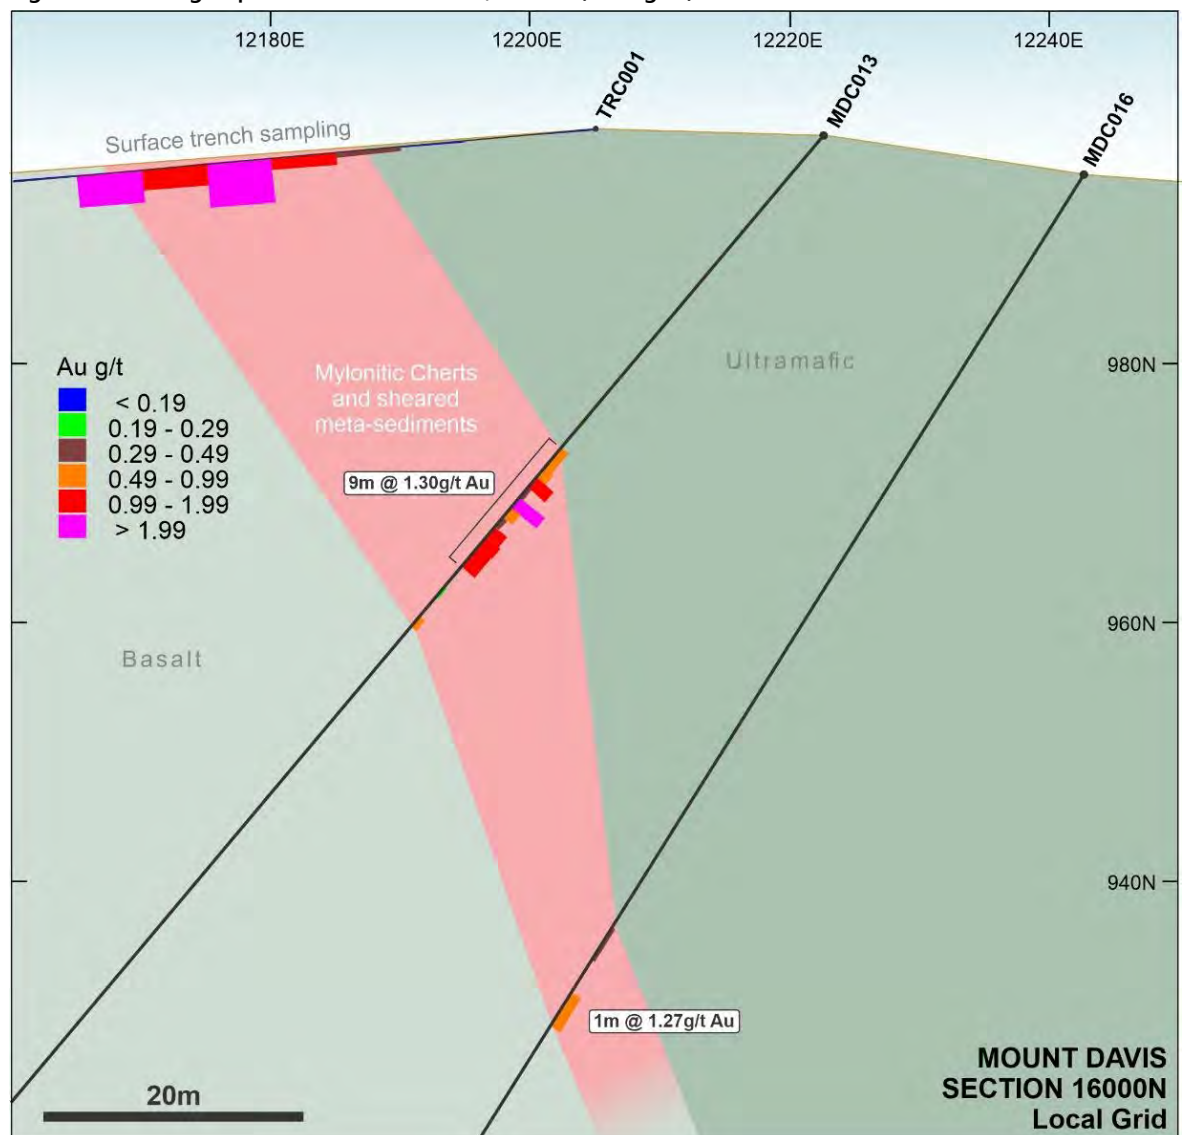 12180E
12200E
12220E
12240E
TRC001
MDC013
MDC016
Surface trench sampling
Au g/t
< 0.19
0.19 - 0.29
0.29 - 0.49
0.49 - 0.99
0.99 - 1.99
> 1.99
Mylonitic Cherts
and sheared
meta-sediments
Ultramafic
980N
9m @ 1.30g/t Au
960N
Basalt
940N
1m @ 1.27g/t Au
20m
MOUNT DAVIS
SECTION 16000N
Local Grid